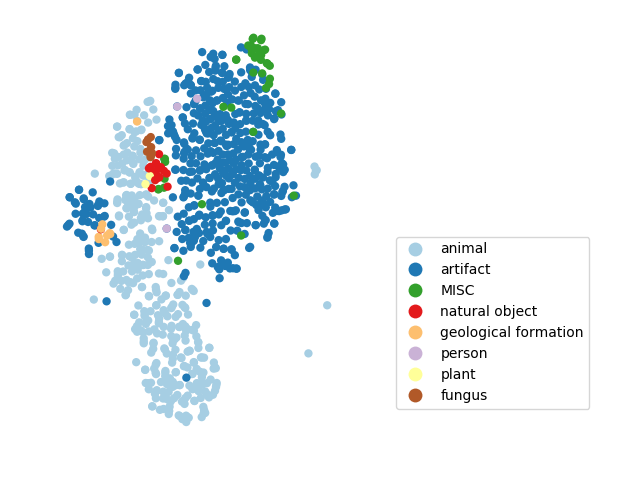 animal
artifact
MISC
natural object
geological formation
person
plant
fungus